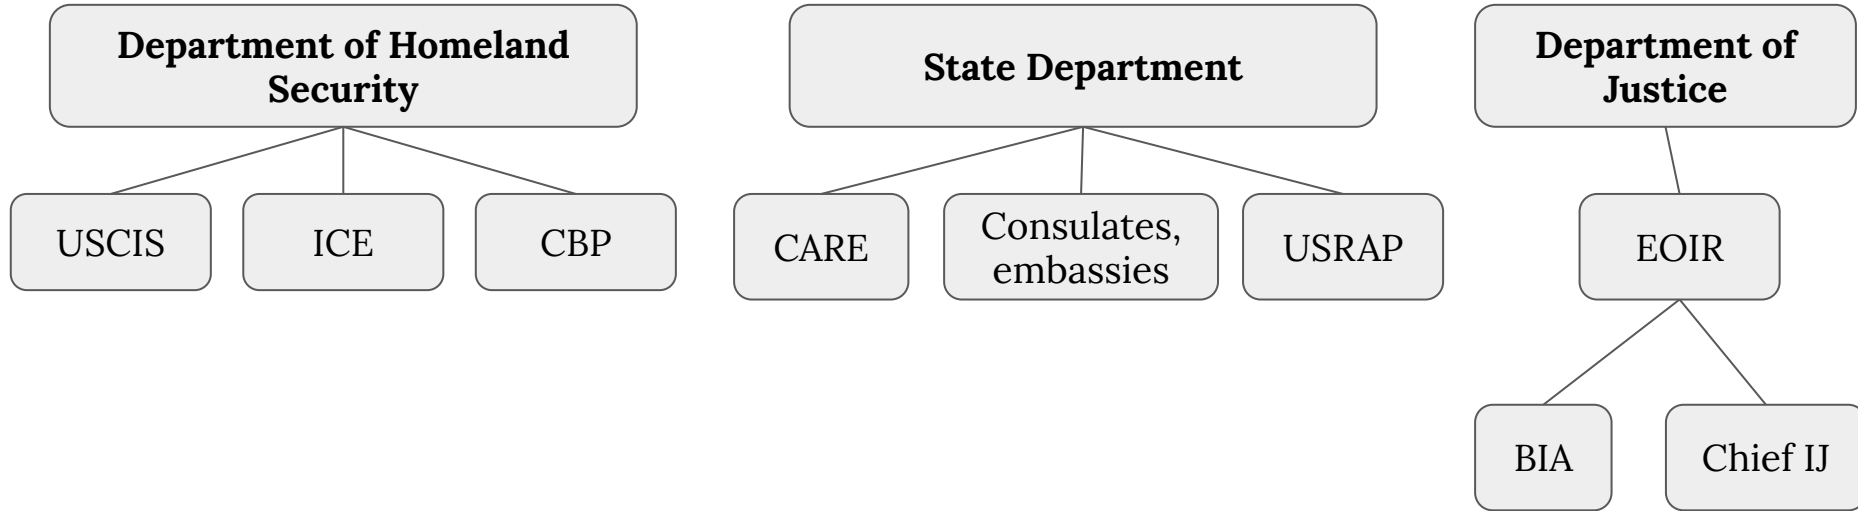 Department of Homeland
Security
State Department
Department of
Justice
USCIS
ICE
CBP
CARE
Consulates,
embassies
USRAP
EOIR
BIA
Chief IJ